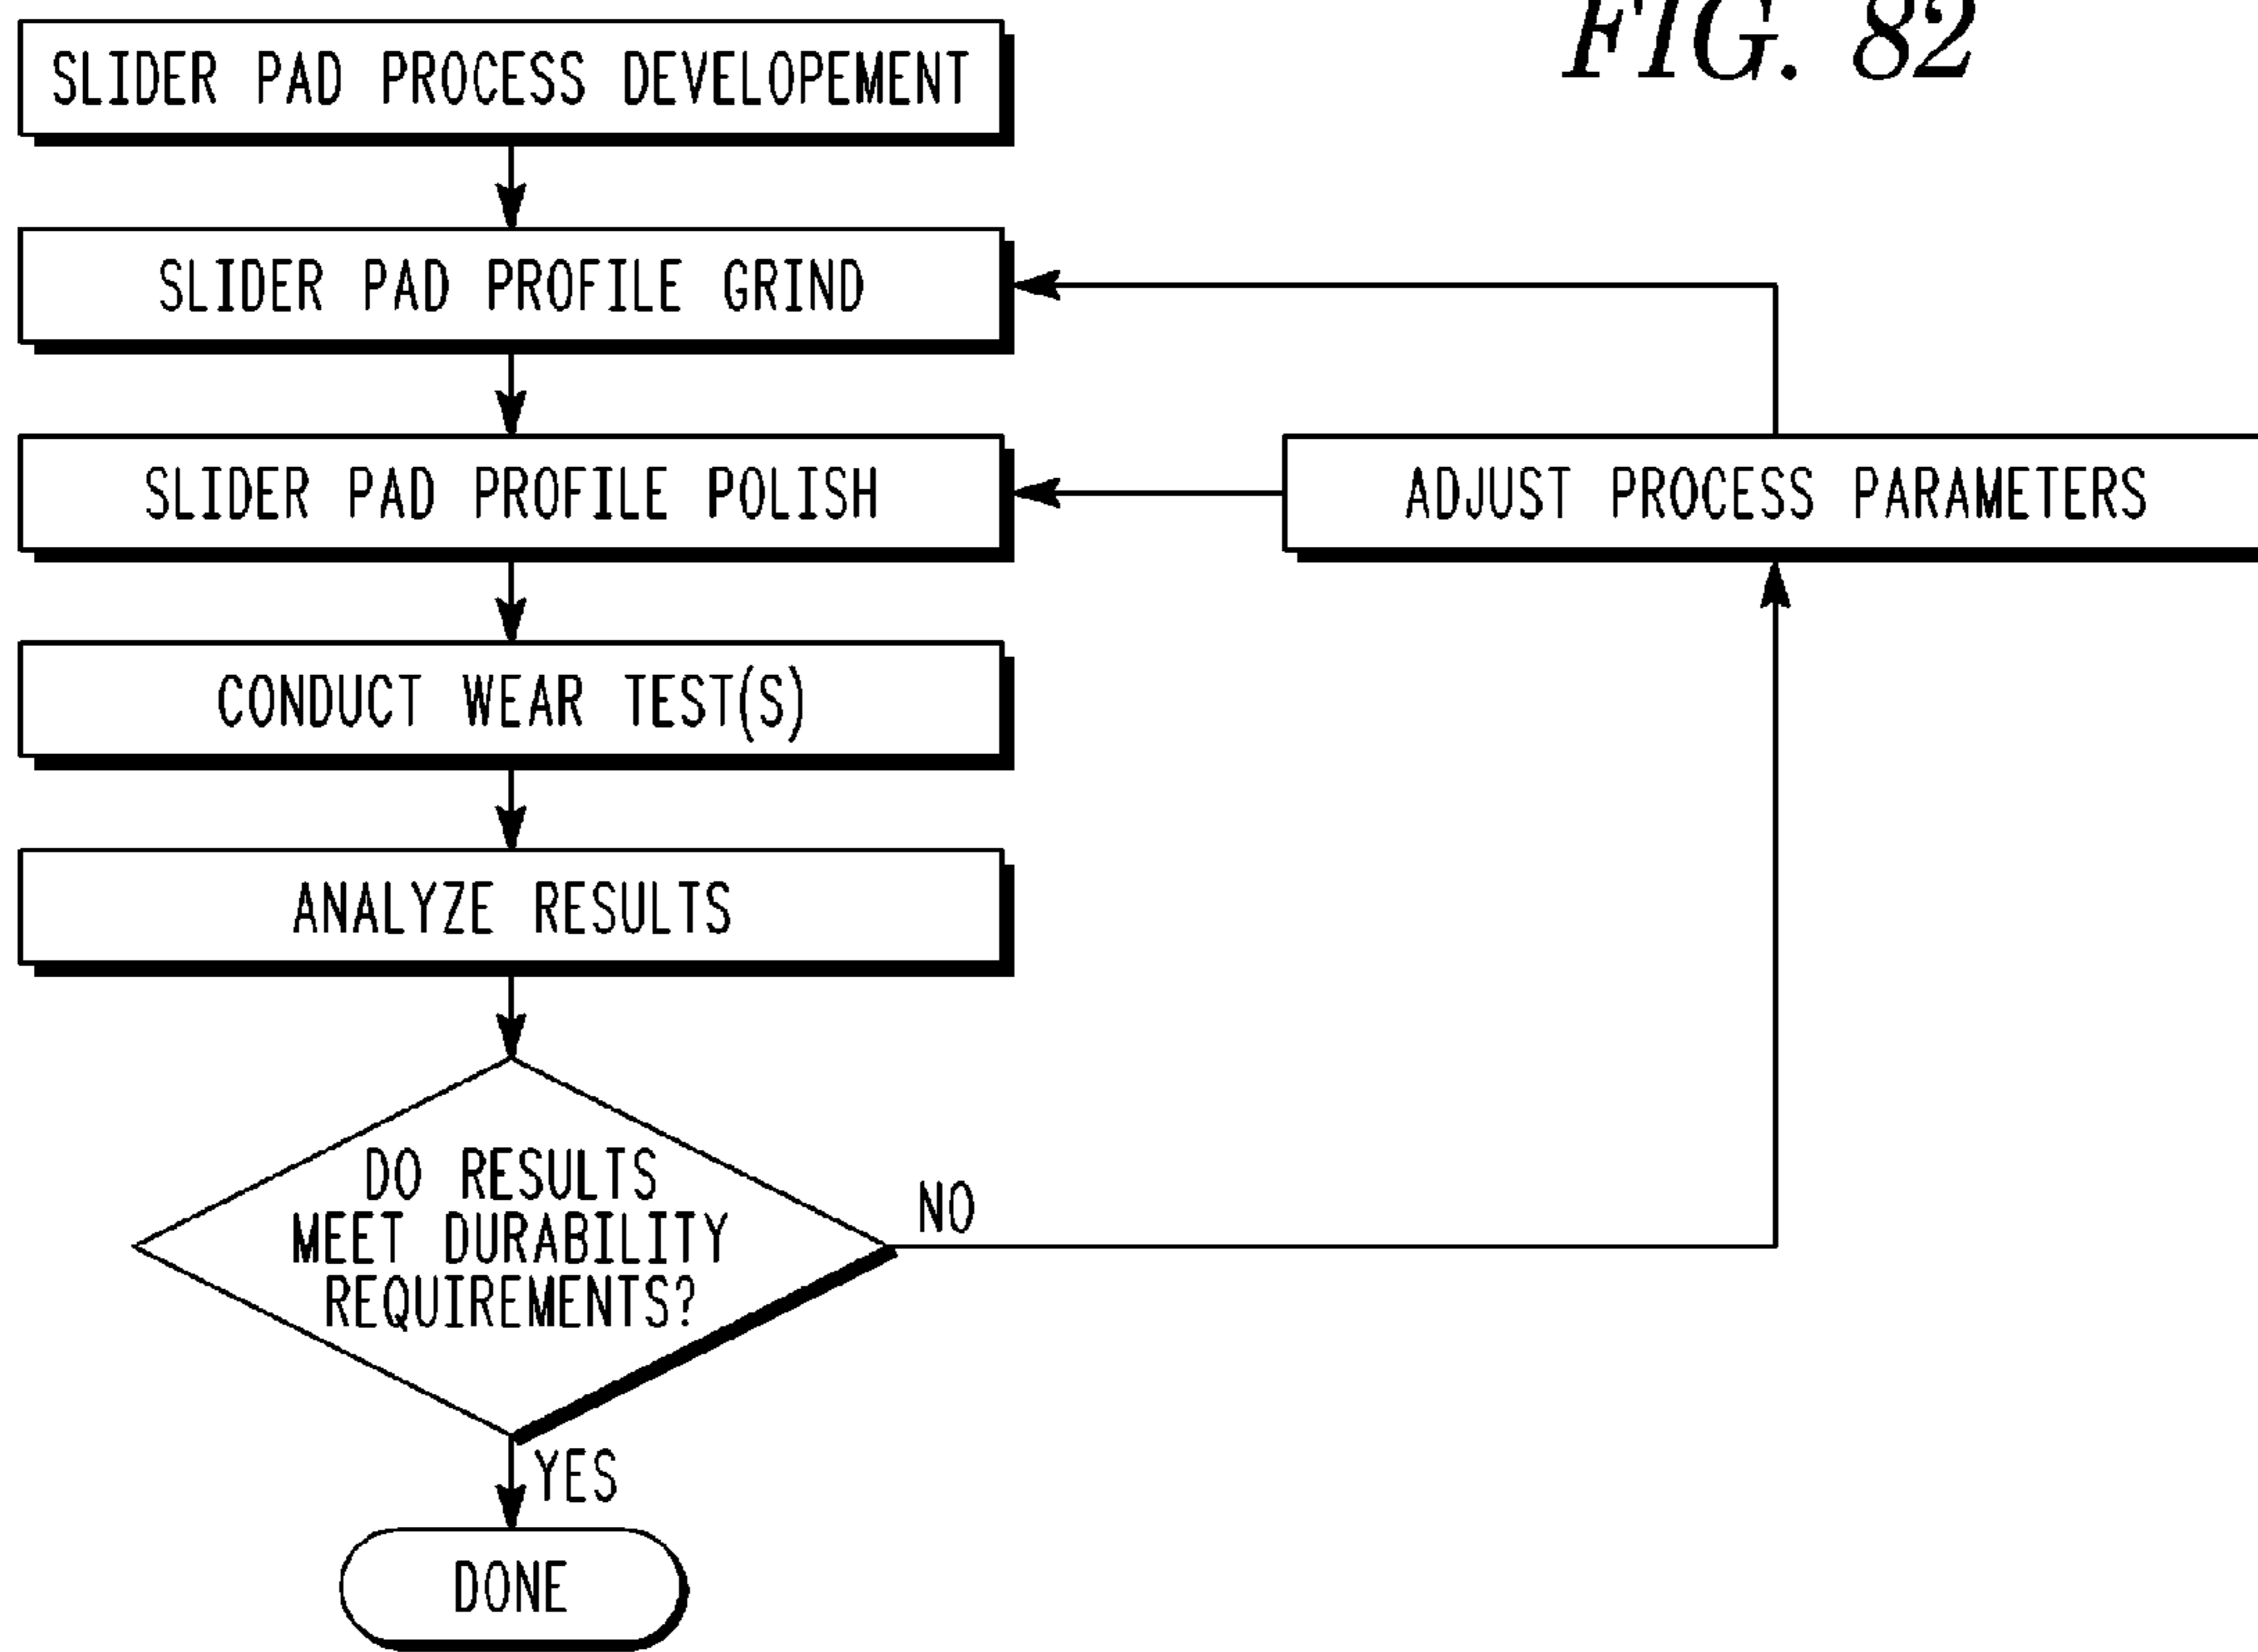 FIG. 82
SLIDER PAD PROCESS DEVELOPEMENT
SLIDER PAD PROFILE GRIND
SLIDER PAD PROFILE POLISH
ADJUST PROCESS PARAMETERS
CONDUCT WEAR TEST(S)
ANALYZE RESULTS
DO RESULTS
MEET DURABILITY
REQUIREMENTS?
NO
YES
DONE